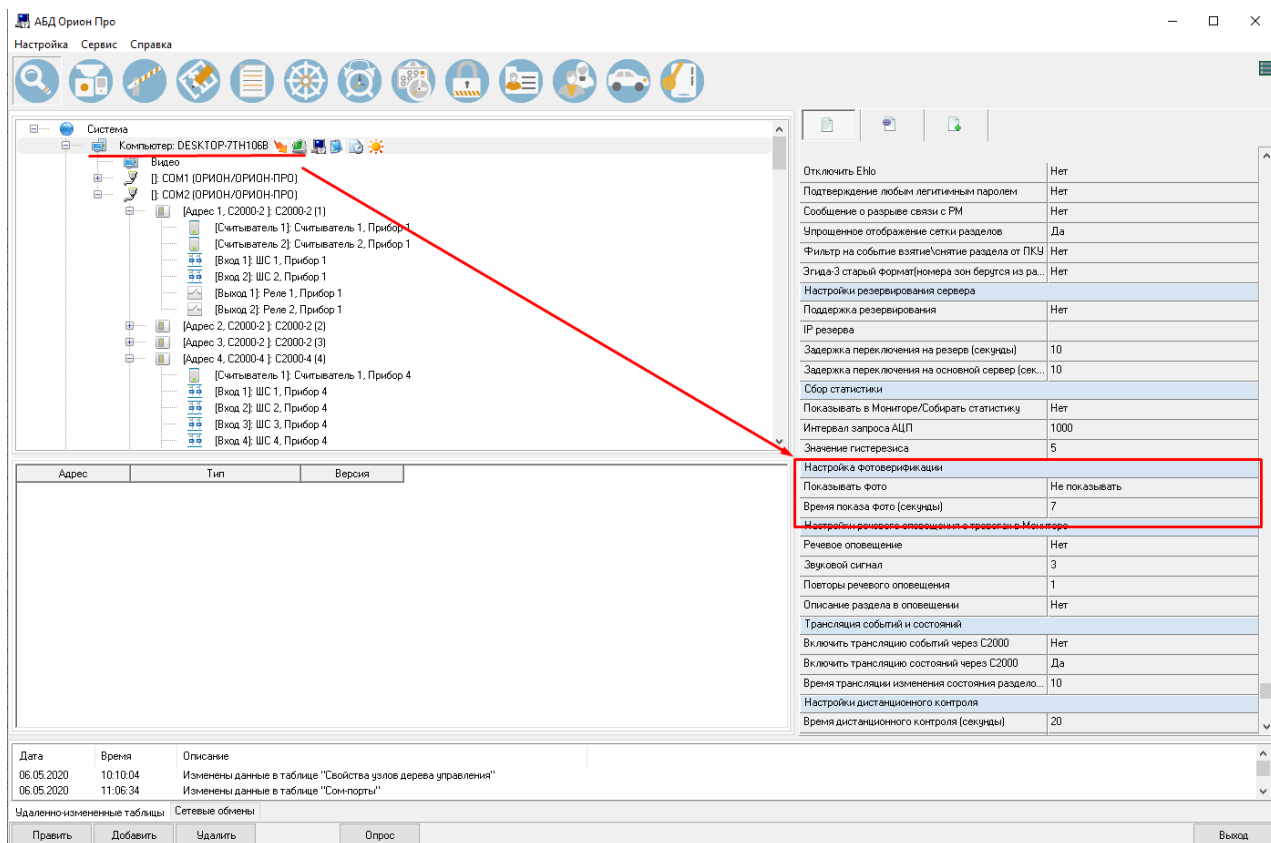 АБД Орион Про
Настройка Сервис Справка
Система
Компьютер: DESKTOP-7TH106B
Видео
[]: COM1 (ОРИОН/ОРИОН-ПРО)
[]: COM2 (ОРИОН/ОРИОН-ПРО)
[Адрес 1, С2000-2 ]: С2000-2 (1)
[Считыватель 1]: Считыватель 1, Прибор 1
[Считыватель 2]: Считыватель 2, Прибор 1
[Вход 1]: ШС 1, Прибор 1
[Вход 2]: ШС 2, Прибор 1
[Выход 1]: Реле 1, Прибор 1
[Выход 2]: Реле 2, Прибор 1
[Адрес 2, С2000-2 ]: С2000-2 (2)
[Адрес 3, С2000-2 ]: С2000-2 (3)
[Адрес 4, С2000-4 ]: С2000-4 (4)
[Считыватель 1]: Считыватель 1, Прибор 4
[Вход 1]: ШС 1, Прибор 4
[Вход 2]: ШС 2, Прибор 4
[Вход 3]: ШС 3, Прибор 4
[Вход 4]: ШС 4, Прибор 4
Адрес Тип Версия
Отключить Ehlo Нет
Подтверждение любым легитимным паролем Нет
Сообщение о разрыве связи с РМ Нет
Упрощенное отображение сетки разделов Да
Фильтр на событие взятие\снятие раздела от ПКУ Нет
Эгида-3 старый формат(номера зон берутся из ра... Нет
Настройки резервирования сервера
Поддержка резервирования Нет
IP резерва
Задержка переключения на резерв (секунды) 10
Задержка переключения на основной сервер (сек... 10
Сбор статистики
Показывать в Мониторе/Собирать статистику Нет
Интервал запроса АЦП 1000
Значение гистерезиса 5
Настройка фотоверификации
Показывать фото Не показывать
Время показа фото (секунды) 7
Настройки речевого оповещения о тревогах в Мониторе
Речевое оповещение Нет
Звуковой сигнал 3
Повторы речевого оповещения 1
Описание раздела в оповещении Нет
Трансляция событий и состояний
Включить трансляцию событий через С2000 Нет
Включить трансляцию состояний через С2000 Да
Время трансляции изменения состояния раздело... 10
Настройки дистанционного контроля
Время дистанционного контроля (секунды) 20
Дата Время Описание
06.05.2020 10:10:04 Изменены данные в таблице "Свойства узлов дерева управления"
06.05.2020 11:06:34 Изменены данные в таблице "Com-порты"
Удаленно-измененные таблицы Сетевые обмены
Править Добавить Удалить Опрос Выход